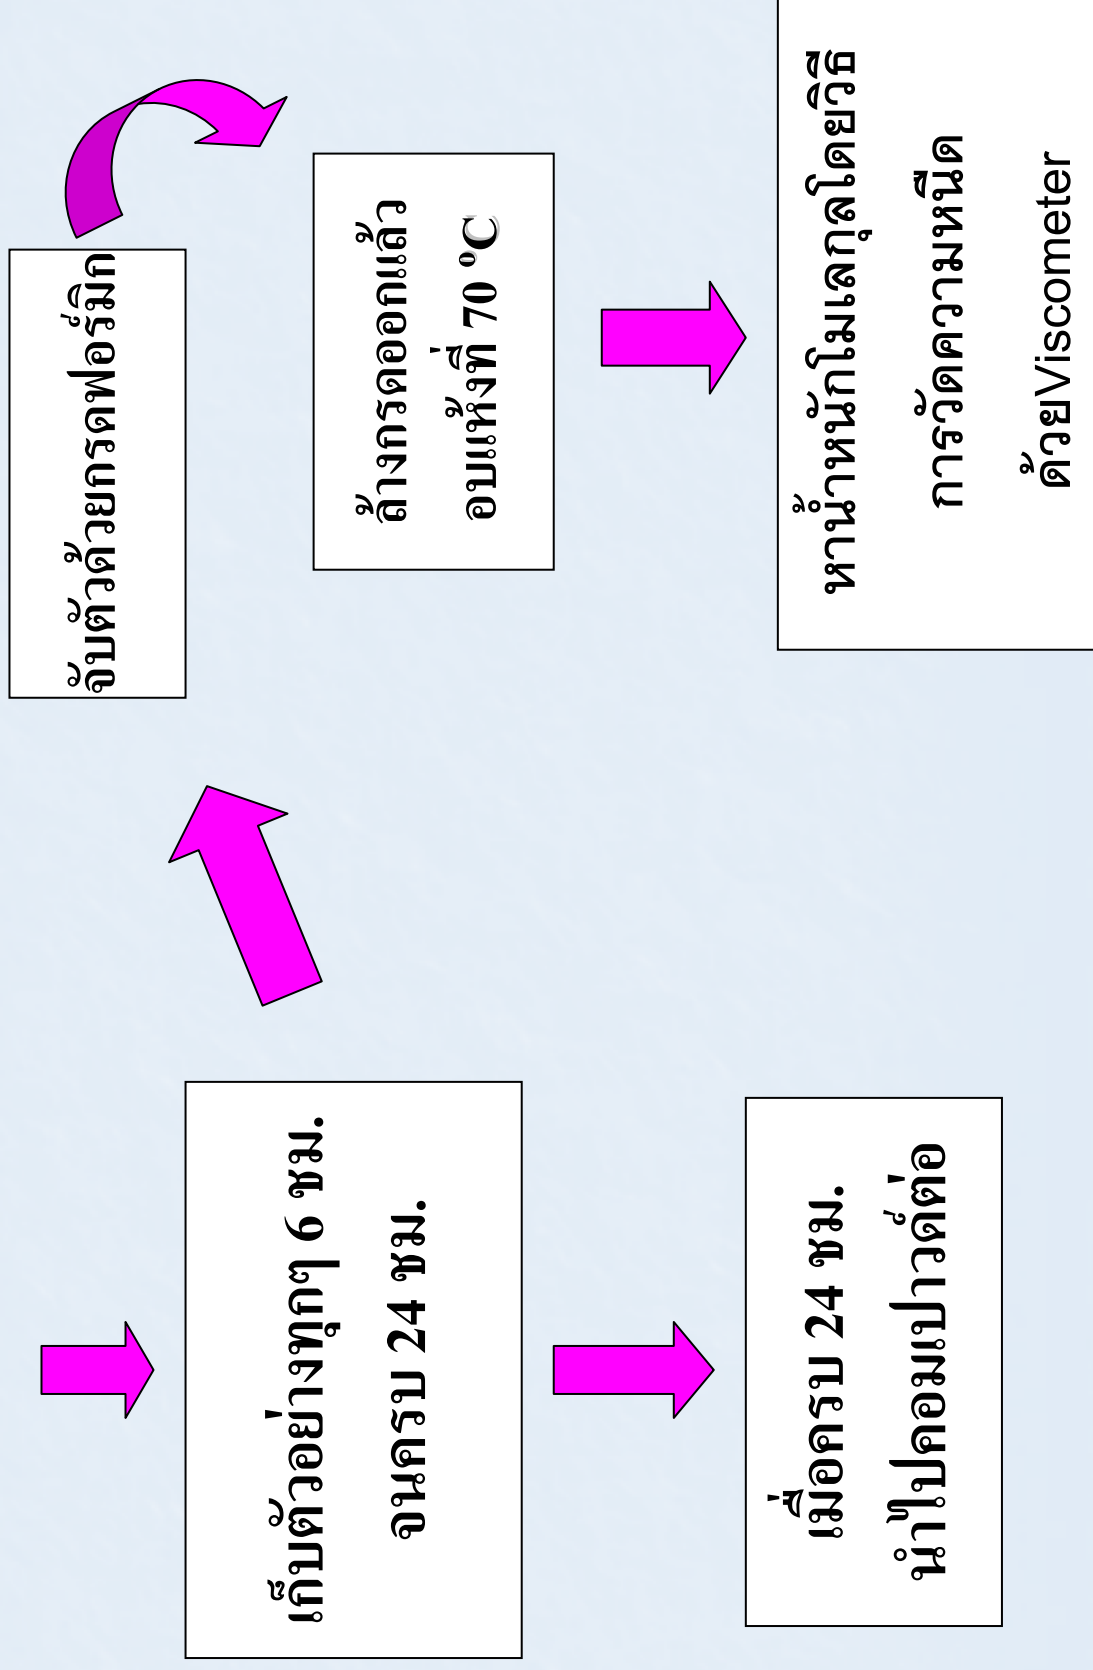 จับตัวด้วยกรดฟอร์มิก
เก็บตัวอย่างทุกๆ 6 ชม.
จนครบ 24 ชม.
ล้างกรดออกแล้ว
อบแห้งที่ 70 °C
เมื่อครบ 24 ชม.
นำไปคอมเปาวด์ต่อ
หาน้ำหนักโมเลกุลโดยวิธี
การวัดความหนืด
ด้วยViscometer